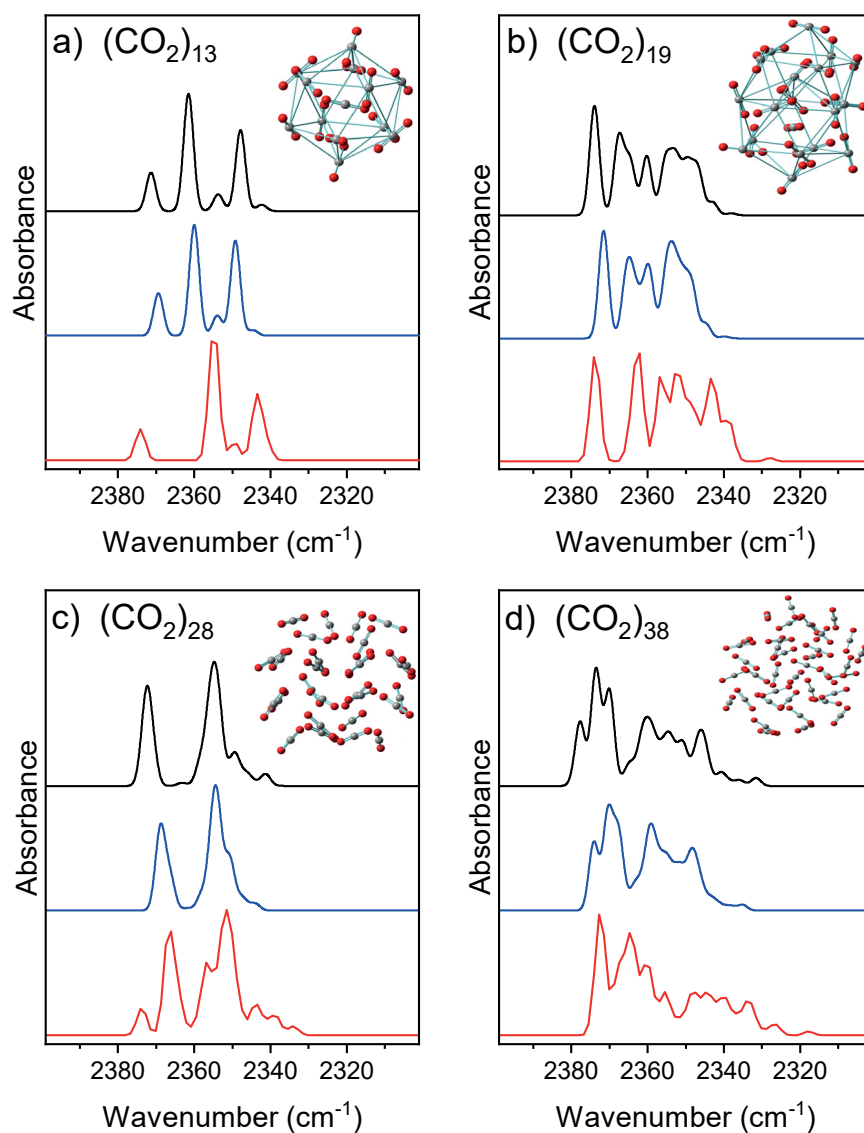 a) (CO₂)₁₃
Absorbance
2380 2360 2340 2320
Wavenumber (cm⁻¹)
b) (CO₂)₁₉
Absorbance
2380 2360 2340 2320
Wavenumber (cm⁻¹)
c) (CO₂)₂₈
Absorbance
2380 2360 2340 2320
Wavenumber (cm⁻¹)
d) (CO₂)₃₈
Absorbance
2380 2360 2340 2320
Wavenumber (cm⁻¹)